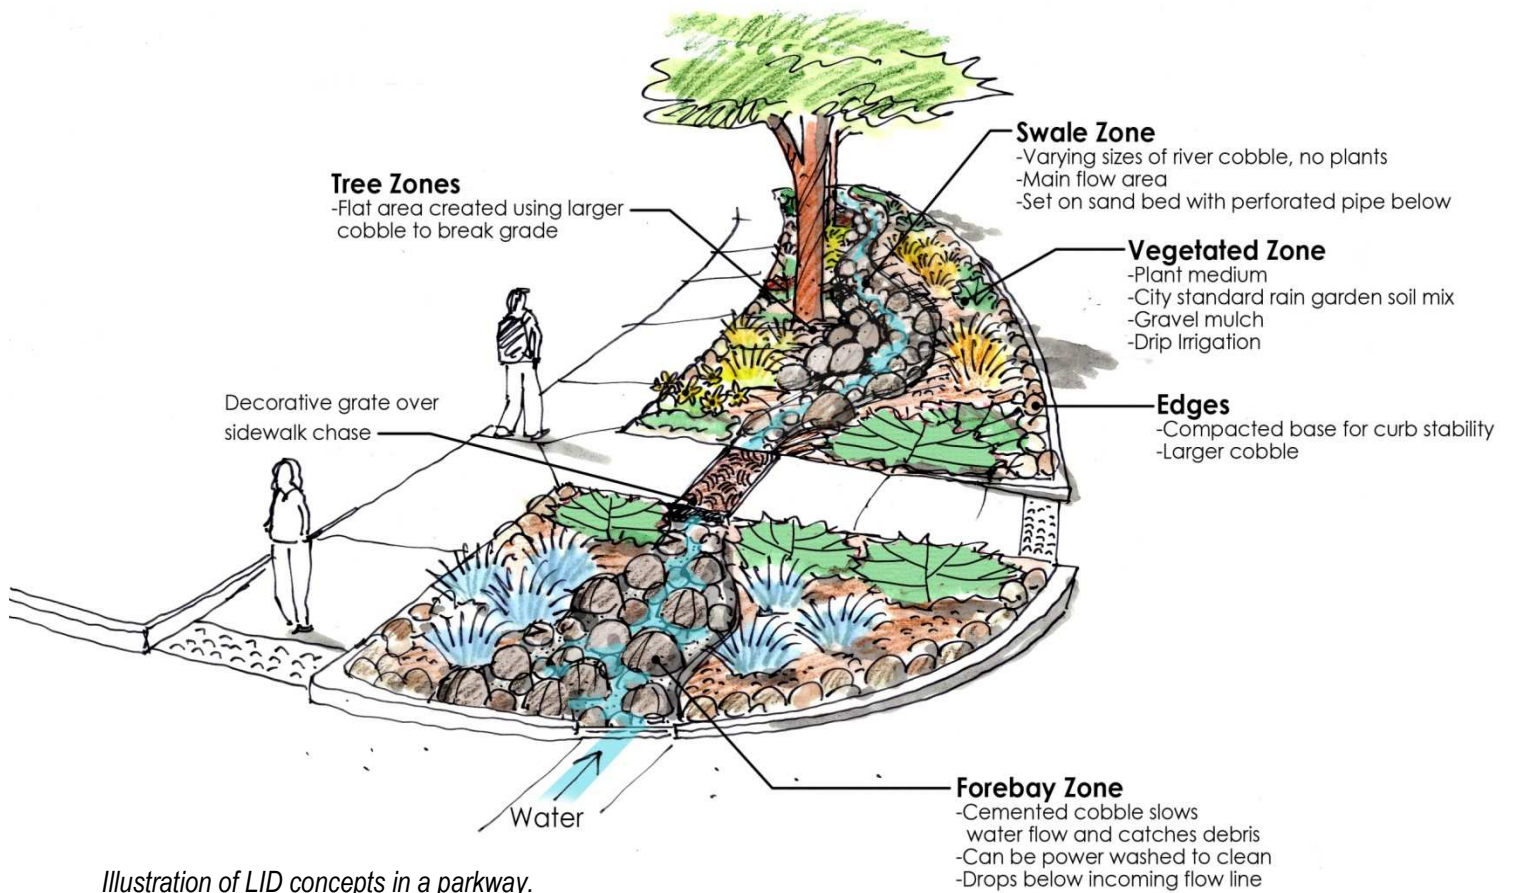 Swale Zone
-Varying sizes of river cobble, no plants
-Main flow area
-Set on sand bed with perforated pipe below
Tree Zones
-Flat area created using larger
cobble to break grade
Vegetated Zone
-Plant medium
-City standard rain garden soil mix
-Gravel mulch
-Drip Irrigation
Decorative grate over
sidewalk chase
Edges
-Compacted base for curb stability
-Larger cobble
Water
Forebay Zone
-Cemented cobble slows
water flow and catches debris
-Can be power washed to clean
-Drops below incoming flow line
Illustration of LID concepts in a parkway.